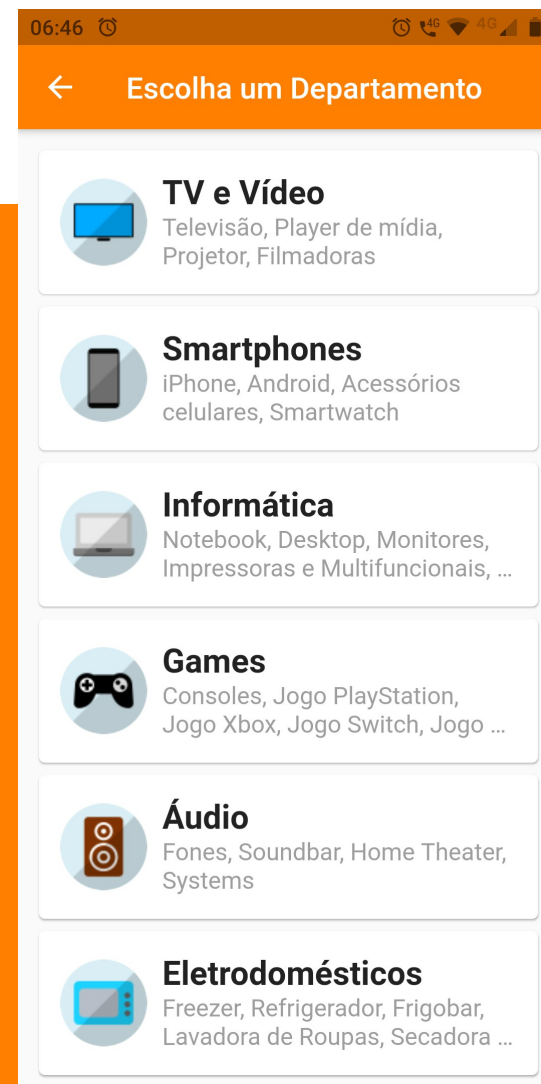 06:46 4G 4G
Escolha um Departamento
TV e Vídeo
Televisão, Player de mídia,
Projetor, Filmadoras
Smartphones
iPhone, Android, Acessórios
celulares, Smartwatch
Informática
Notebook, Desktop, Monitores,
Impressoras e Multifuncionais, ...
Games
Consoles, Jogo PlayStation,
Jogo Xbox, Jogo Switch, Jogo ...
Áudio
Fones, Soundbar, Home Theater,
Systems
Eletrodomésticos
Freezer, Refrigerador, Frigobar,
Lavadora de Roupas, Secadora ...